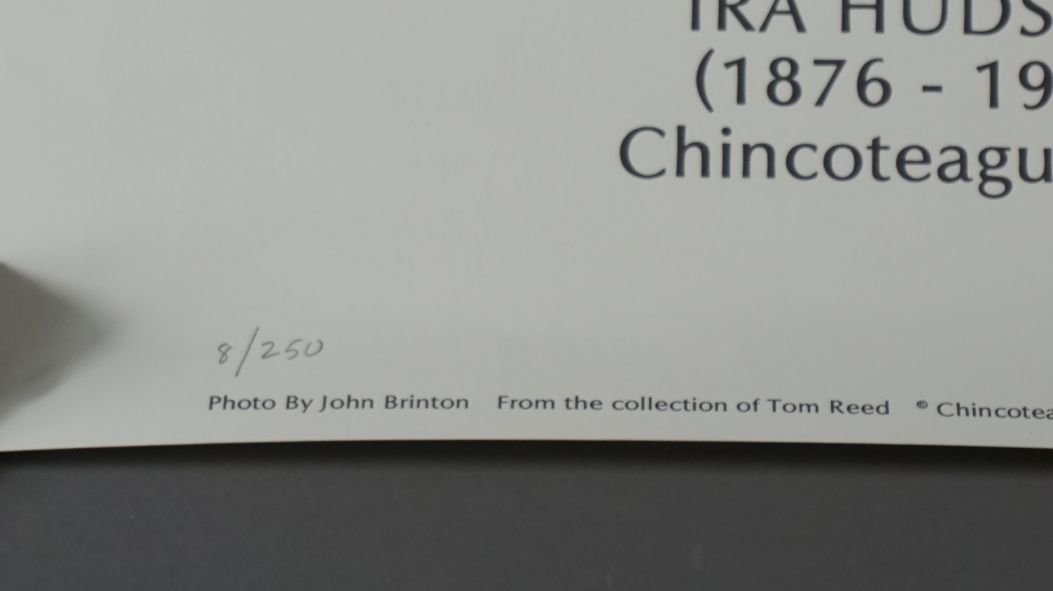 IRA HUDS
(1876 - 19
Chincoteagu
8/250
Photo By John Brinton From the collection of Tom Reed © Chincotea